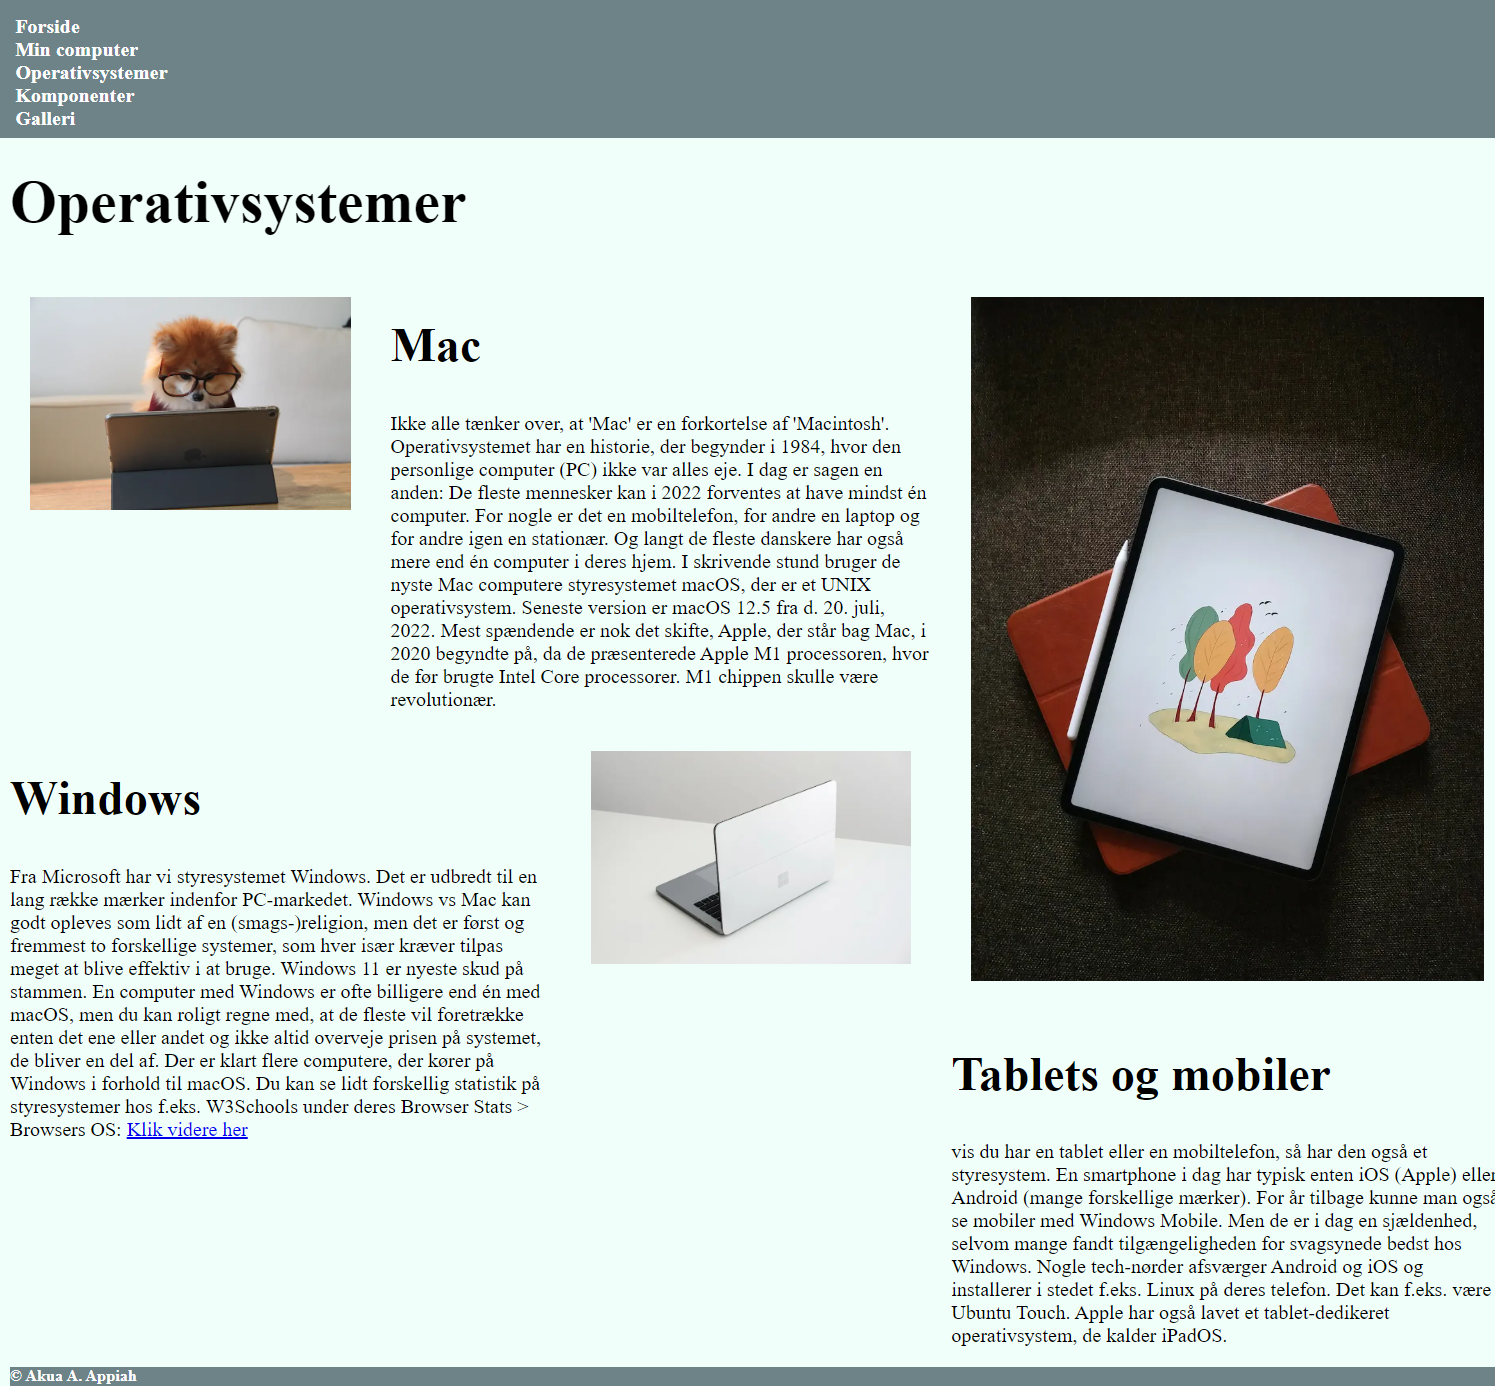 Forside
Min computer
Operativsystemer
Komponenter
Galleri
Operativsystemer
Mac
Ikke alle tænker over, at 'Mac' er en forkortelse af 'Macintosh'.
Operativsystemet har en historie, der begynder i 1984, hvor den
personlige computer (PC) ikke var alles eje. I dag er sagen en
anden: De fleste mennesker kan i 2022 forventes at have mindst én
computer. For nogle er det en mobiltelefon, for andre en laptop og
for andre igen en stationær. Og langt de fleste danskere har også
mere end én computer i deres hjem. I skrivende stund bruger de
nyste Mac computere styresystemet macOS, der er et UNIX
operativsystem. Seneste version er macOS 12.5 fra d. 20. juli,
2022. Mest spændende er nok det skifte, Apple, der står bag Mac, i
2020 begyndte på, da de præsenterede Apple M1 processoren, hvor
de før brugte Intel Core processorer. M1 chippen skulle være
revolutionær.
Windows
Fra Microsoft har vi styresystemet Windows. Det er udbredt til en
lang række mærker indenfor PC-markedet. Windows vs Mac kan
godt opleves som lidt af en (smags-)religion, men det er først og
fremmest to forskellige systemer, som hver især kræver tilpas
meget at blive effektiv i at bruge. Windows 11 er nyeste skud på
stammen. En computer med Windows er ofte billigere end én med
macOS, men du kan roligt regne med, at de fleste vil foretrække
enten det ene eller andet og ikke altid overveje prisen på systemet,
de bliver en del af. Der er klart flere computere, der kører på
Windows i forhold til macOS. Du kan se lidt forskellig statistik på
styresystemer hos f.eks. W3Schools under deres Browser Stats >
Browsers OS: Klik videre her
Tablets og mobiler
vis du har en tablet eller en mobiltelefon, så har den også et
styresystem. En smartphone i dag har typisk enten iOS (Apple) eller
Android (mange forskellige mærker). For år tilbage kunne man også
se mobiler med Windows Mobile. Men de er i dag en sjældenhed,
selvom mange fandt tilgængeligheden for svagsynede bedst hos
Windows. Nogle tech-nørder afsværger Android og iOS og
installerer i stedet f.eks. Linux på deres telefon. Det kan f.eks. være
Ubuntu Touch. Apple har også lavet et tablet-dedikeret
operativsystem, de kalder iPadOS.
© Akua A. Appiah